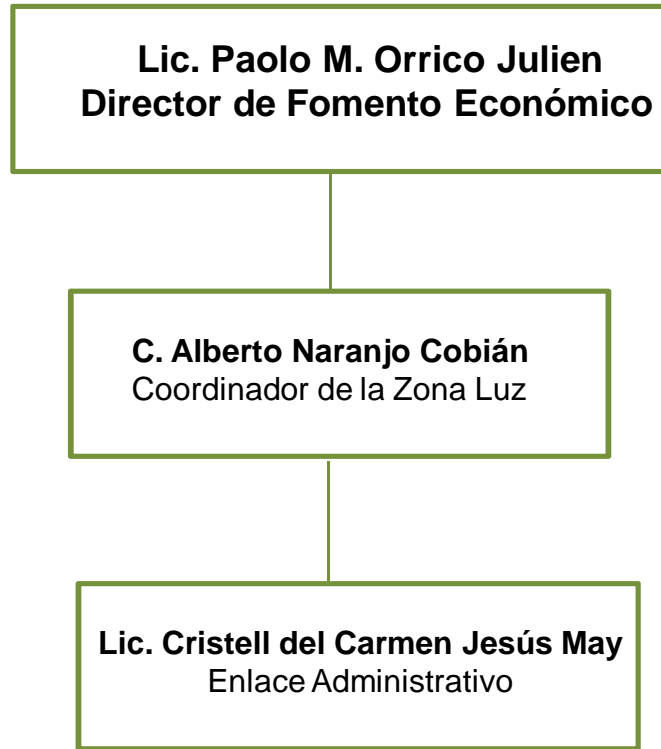 Lic. Paolo M. Orrico Julien
Director de Fomento Económico
C. Alberto Naranjo Cobián
Coordinador de la Zona Luz
Lic. Cristell del Carmen Jesús May
Enlace Administrativo